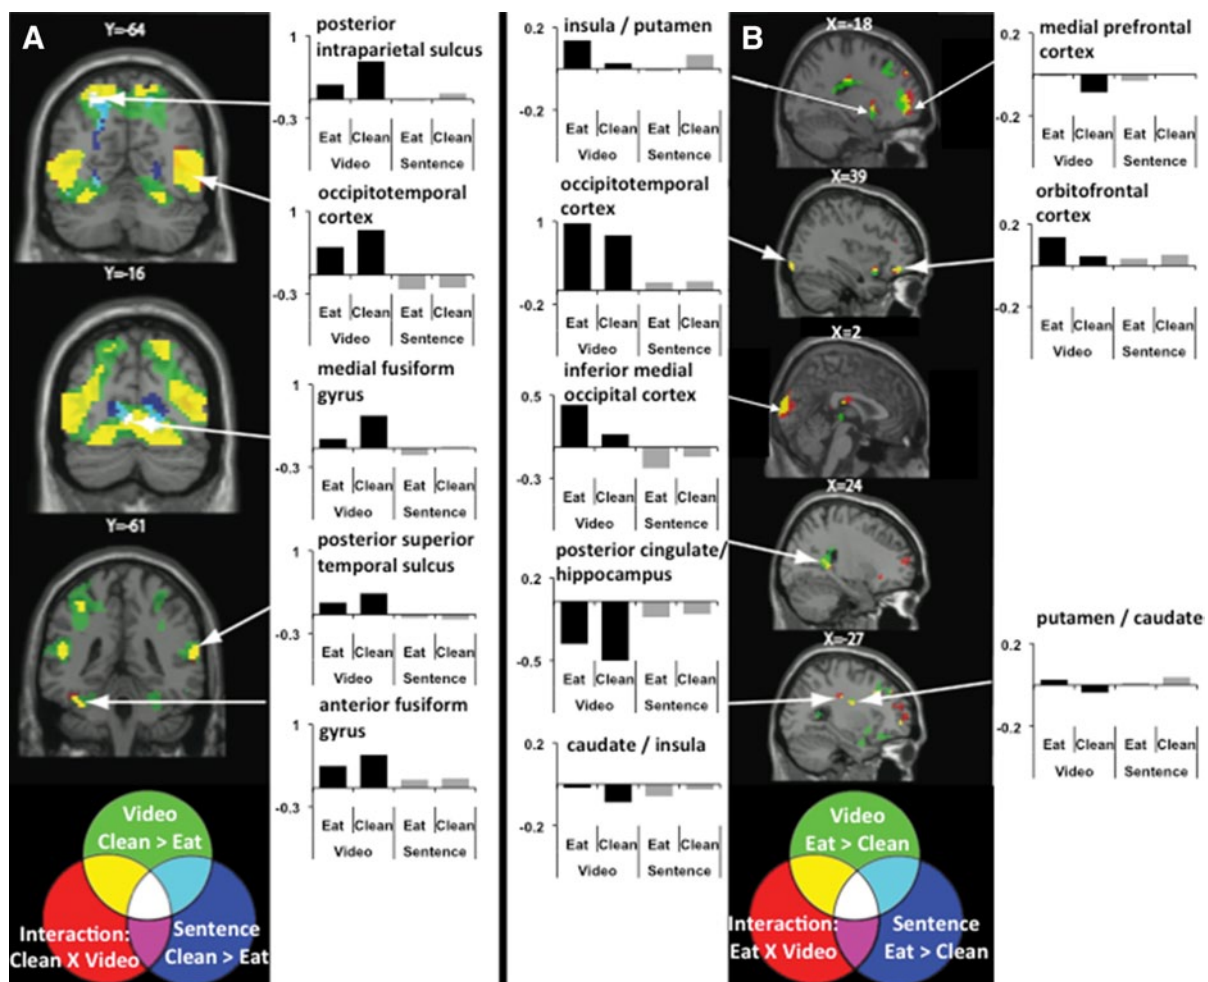 A
Y=-64
posterior
intraparietal sulcus
1
-0.3
Eat Clean Eat Clean
Video Sentence
occipitotemporal
cortex
1
-0.3
Eat Clean Eat Clean
Video Sentence
Y=-16
medial fusiform
gyrus
1
-0.3
Eat Clean Eat Clean
Video Sentence
Y=-61
posterior superior
temporal sulcus
1
-0.3
Eat Clean Eat Clean
Video Sentence
anterior fusiform
gyrus
1
-0.3
Eat Clean Eat Clean
Video Sentence
Video
Clean > Eat
Interaction:
Clean X Video
Sentence
Clean > Eat
insula / putamen
0.2
-0.2
Eat Clean Eat Clean
Video Sentence
occipitotemporal
cortex
1
-0.2
Eat Clean Eat Clean
Video Sentence
inferior medial
occipital cortex
0.5
-0.3
Eat Clean Eat Clean
Video Sentence
posterior cingulate/
hippocampus
0.2
-0.5
Eat Clean Eat Clean
Video Sentence
caudate / insula
0.2
-0.2
Eat Clean Eat Clean
Video Sentence
B
X=-18
X=39
X=2
X=24
X=-27
medial prefrontal
cortex
0.2
-0.2
Eat Clean Eat Clean
Video Sentence
orbitofrontal
cortex
0.2
-0.2
Eat Clean Eat Clean
Video Sentence
putamen / caudate
0.2
-0.2
Eat Clean Eat Clean
Video Sentence
Video
Eat > Clean
Interaction:
Eat X Video
Sentence
Eat > Clean